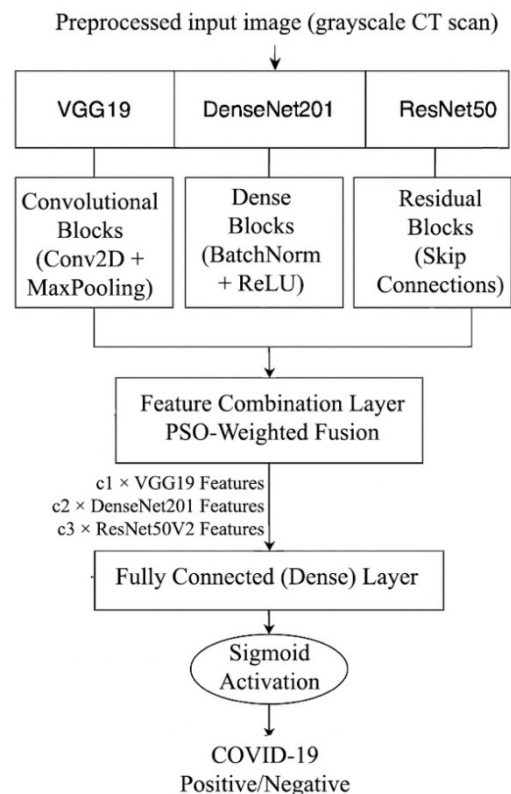 Preprocessed input image (grayscale CT scan)
VGG19
DenseNet201
ResNet50
Convolutional
Blocks
(Conv2D +
MaxPooling)
Dense
Blocks
(BatchNorm
+ ReLU)
Residual
Blocks
(Skip
Connections)
Feature Combination Layer
PSO-Weighted Fusion
c1 × VGG19 Features
c2 × DenseNet201 Features
c3 × ResNet50V2 Features
Fully Connected (Dense) Layer
Sigmoid
Activation
COVID-19
Positive/Negative